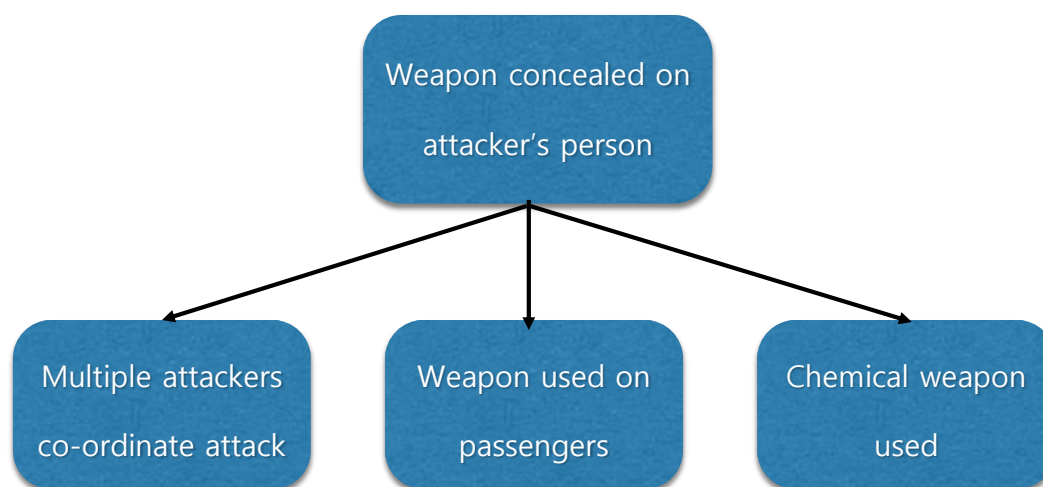 Weapon concealed on
attacker’s person
Multiple attackers
co-ordinate attack
Weapon used on
passengers
Chemical weapon
used